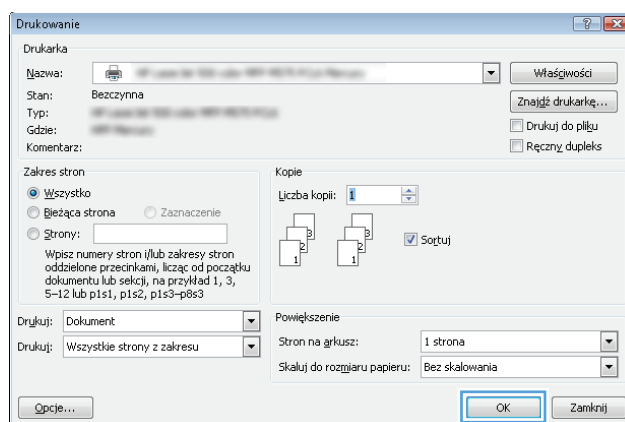 Drukowanie
Drukarka
Nazwa:
Właściwości
Stan: Bezczynna
Znajdź drukarkę...
Typ:
Gdzie:
Drukuj do pliku
Komentarz:
Ręczny dupleks
Zakres stron
Wszystko
Bieżąca strona Zaznaczenie
Strony:
Wpisz numery stron i/lub zakresy stron
oddzielone przecinkami, licząc od początku
dokumentu lub sekcji, na przykład 1, 3,
5–12 lub p1s1, p1s2, p1s3–p8s3
Kopie
Liczba kopii: 1
3 3
2 2
1 1
Sortuj
Drukuj: Dokument
Drukuj: Wszystkie strony z zakresu
Powiększenie
Stron na arkusz: 1 strona
Skaluj do rozmiaru papieru: Bez skalowania
Opcje...
OK
Zamknij